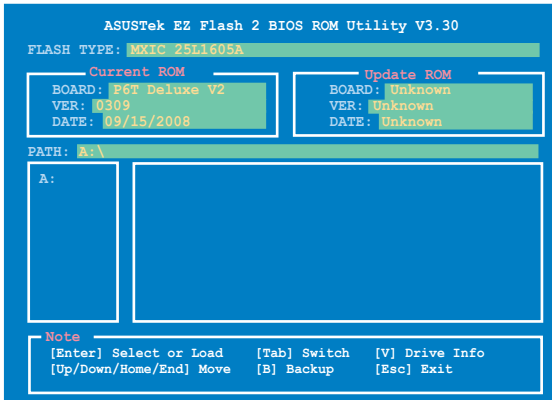 ASUSTek EZ Flash 2 BIOS ROM Utility V3.30
FLASH TYPE: MXIC 25L1605A
Current ROM
BOARD: P6T Deluxe V2
VER: 0309
DATE: 09/15/2008
Update ROM
BOARD: Unknown
VER: Unknown
DATE: Unknown
PATH: A:\
A:
Note
[Enter] Select or Load [Tab] Switch [V] Drive Info
[Up/Down/Home/End] Move [B] Backup [Esc] Exit